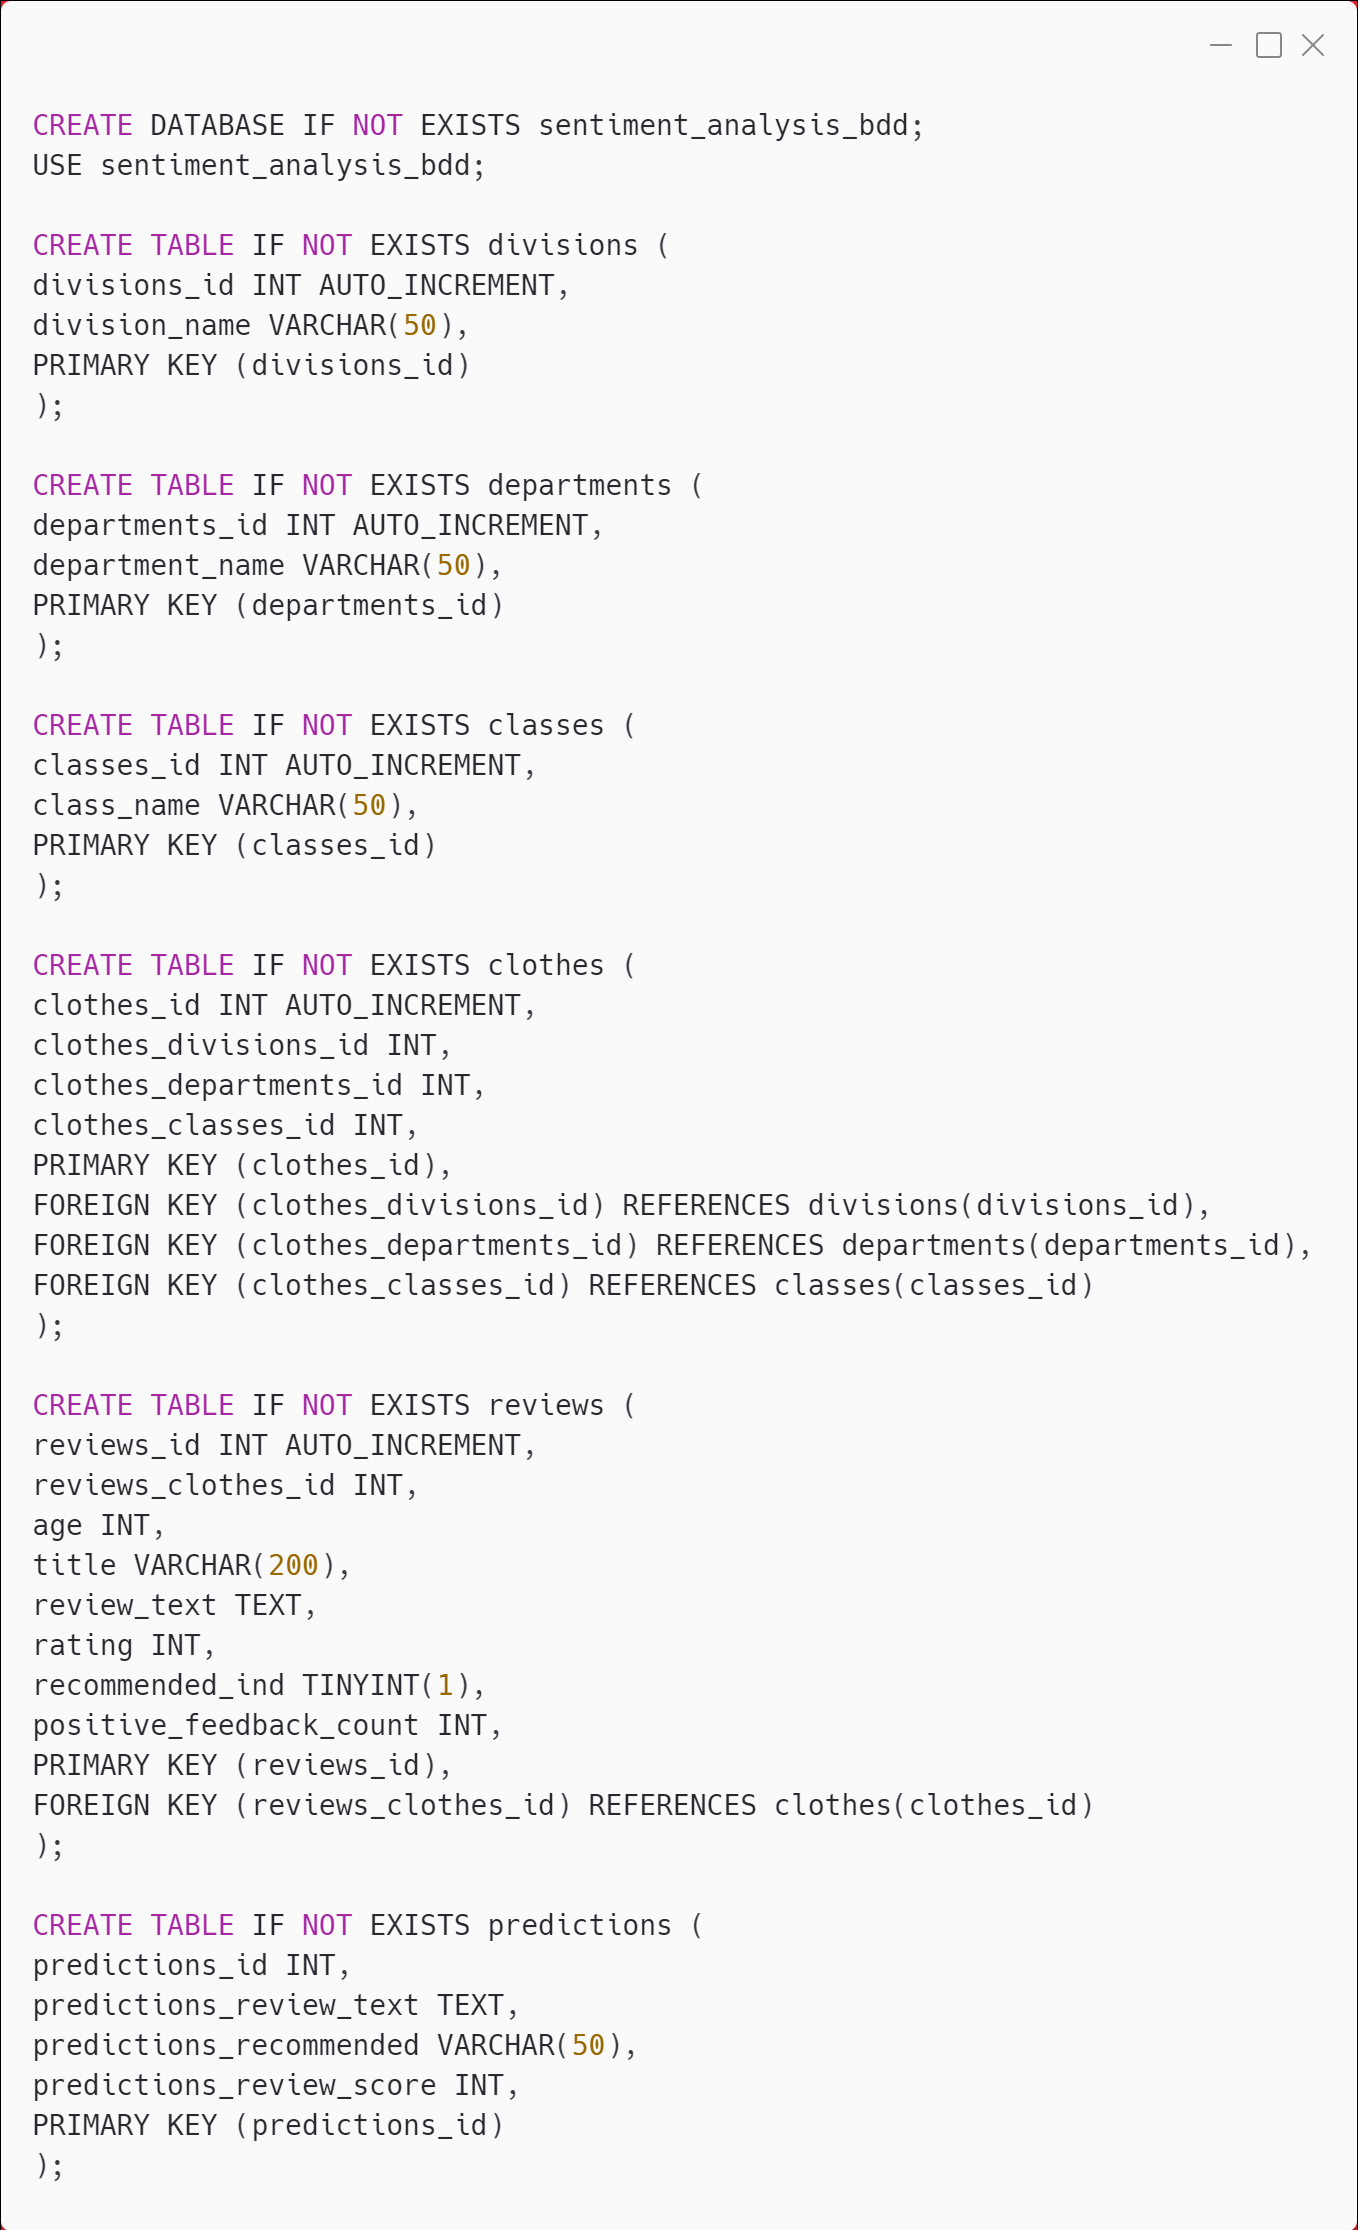 CREATE DATABASE IF NOT EXISTS sentiment_analysis_bdd;
USE sentiment_analysis_bdd;

CREATE TABLE IF NOT EXISTS divisions (
divisions_id INT AUTO_INCREMENT,
division_name VARCHAR(50),
PRIMARY KEY (divisions_id)
);

CREATE TABLE IF NOT EXISTS departments (
departments_id INT AUTO_INCREMENT,
department_name VARCHAR(50),
PRIMARY KEY (departments_id)
);

CREATE TABLE IF NOT EXISTS classes (
classes_id INT AUTO_INCREMENT,
class_name VARCHAR(50),
PRIMARY KEY (classes_id)
);

CREATE TABLE IF NOT EXISTS clothes (
clothes_id INT AUTO_INCREMENT,
clothes_divisions_id INT,
clothes_departments_id INT,
clothes_classes_id INT,
PRIMARY KEY (clothes_id),
FOREIGN KEY (clothes_divisions_id) REFERENCES divisions(divisions_id),
FOREIGN KEY (clothes_departments_id) REFERENCES departments(departments_id),
FOREIGN KEY (clothes_classes_id) REFERENCES classes(classes_id)
);

CREATE TABLE IF NOT EXISTS reviews (
reviews_id INT AUTO_INCREMENT,
reviews_clothes_id INT,
age INT,
title VARCHAR(200),
review_text TEXT,
rating INT,
recommended_ind TINYINT(1),
positive_feedback_count INT,
PRIMARY KEY (reviews_id),
FOREIGN KEY (reviews_clothes_id) REFERENCES clothes(clothes_id)
);

CREATE TABLE IF NOT EXISTS predictions (
predictions_id INT,
predictions_review_text TEXT,
predictions_recommended VARCHAR(50),
predictions_review_score INT,
PRIMARY KEY (predictions_id)
);